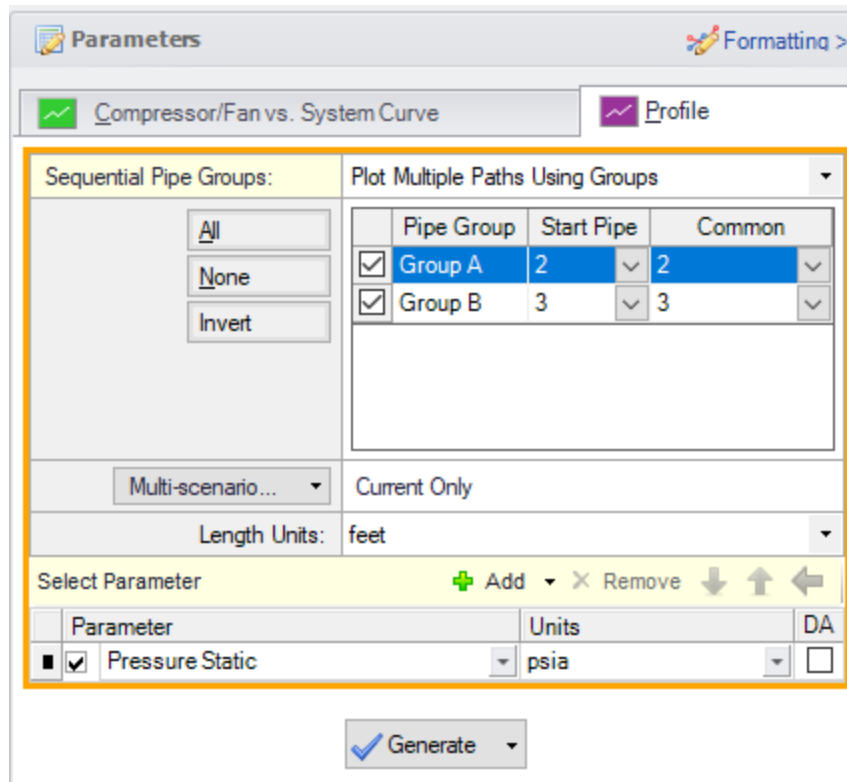 Parameters
Formatting >
Compressor/Fan vs. System Curve
Profile
Sequential Pipe Groups:
Plot Multiple Paths Using Groups
All
None
Invert
Pipe Group Start Pipe Common
Group A 2 2
Group B 3 3
Multi-scenario...
Current Only
Length Units:
feet
Select Parameter
Add
Remove
Parameter Units DA
Pressure Static psia
Generate